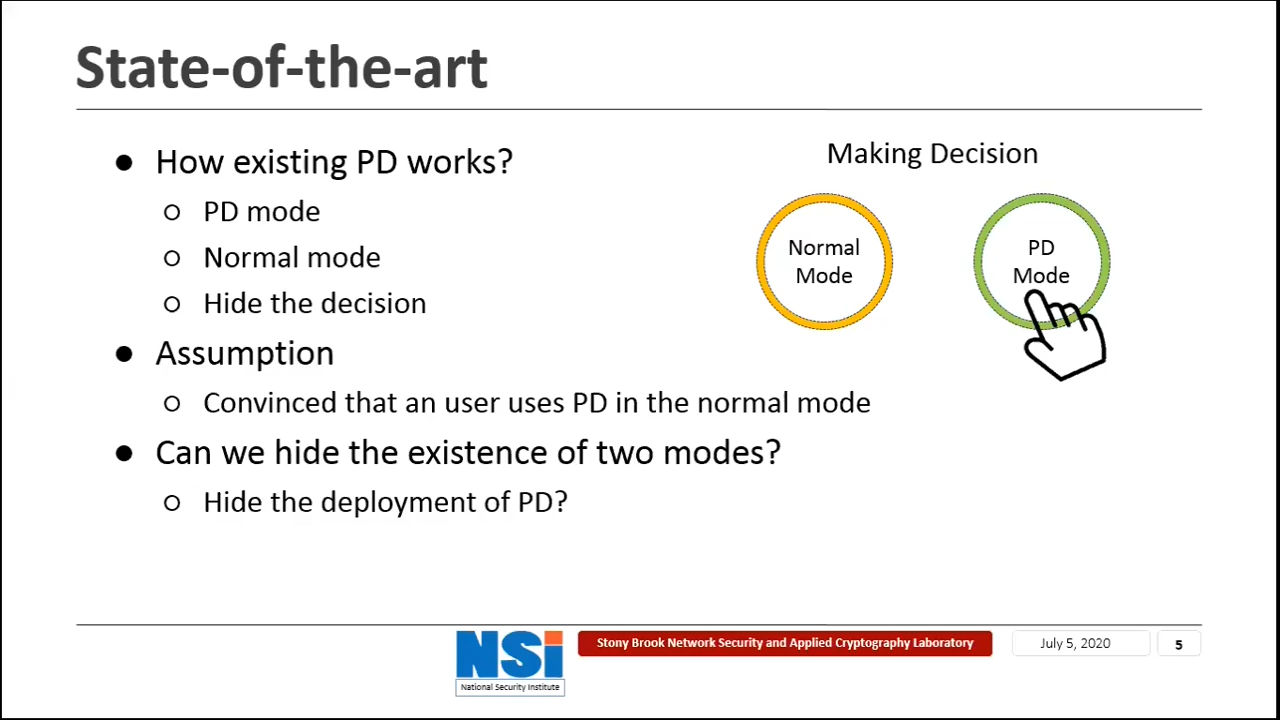 State-of-the-art
How existing PD works?
PD mode
Normal mode
Hide the decision
Assumption
Convinced that an user uses PD in the normal mode
Can we hide the existence of two modes?
Hide the deployment of PD?
Making Decision
Normal
Mode
PD
Mode
NSi
National Security Institute
Stony Brook Network Security and Applied Cryptography Laboratory
July 5, 2020
5